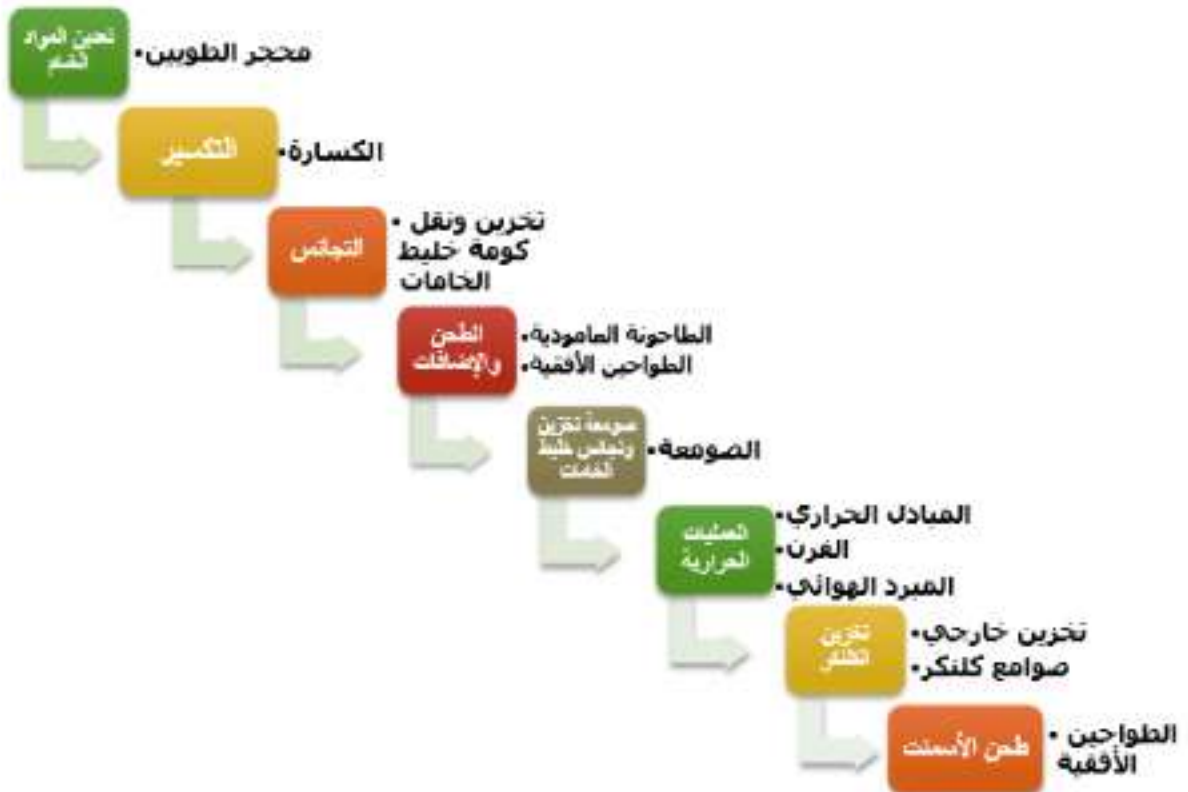 تعدين المواد
الخام
•محجر الطوبين
التكسير
•الكسارة
التجانس
• تخزين ونقل
كومة خليط
الخامات
الطحن
والإضافات
•الطاحونة العامودية
•الطواحين الأفقية
صومعة تخزين
وتجانس خليط
الخامات
•الصومعة
العمليات
الحرارية
•المبادل الحراري
•الفرن
•المبرد الهوائي
تخزين
الكلنكر
•تخزين خارجي
•صوامع كلنكر
طحن الأسمنت
• الطواحين
الأفقية